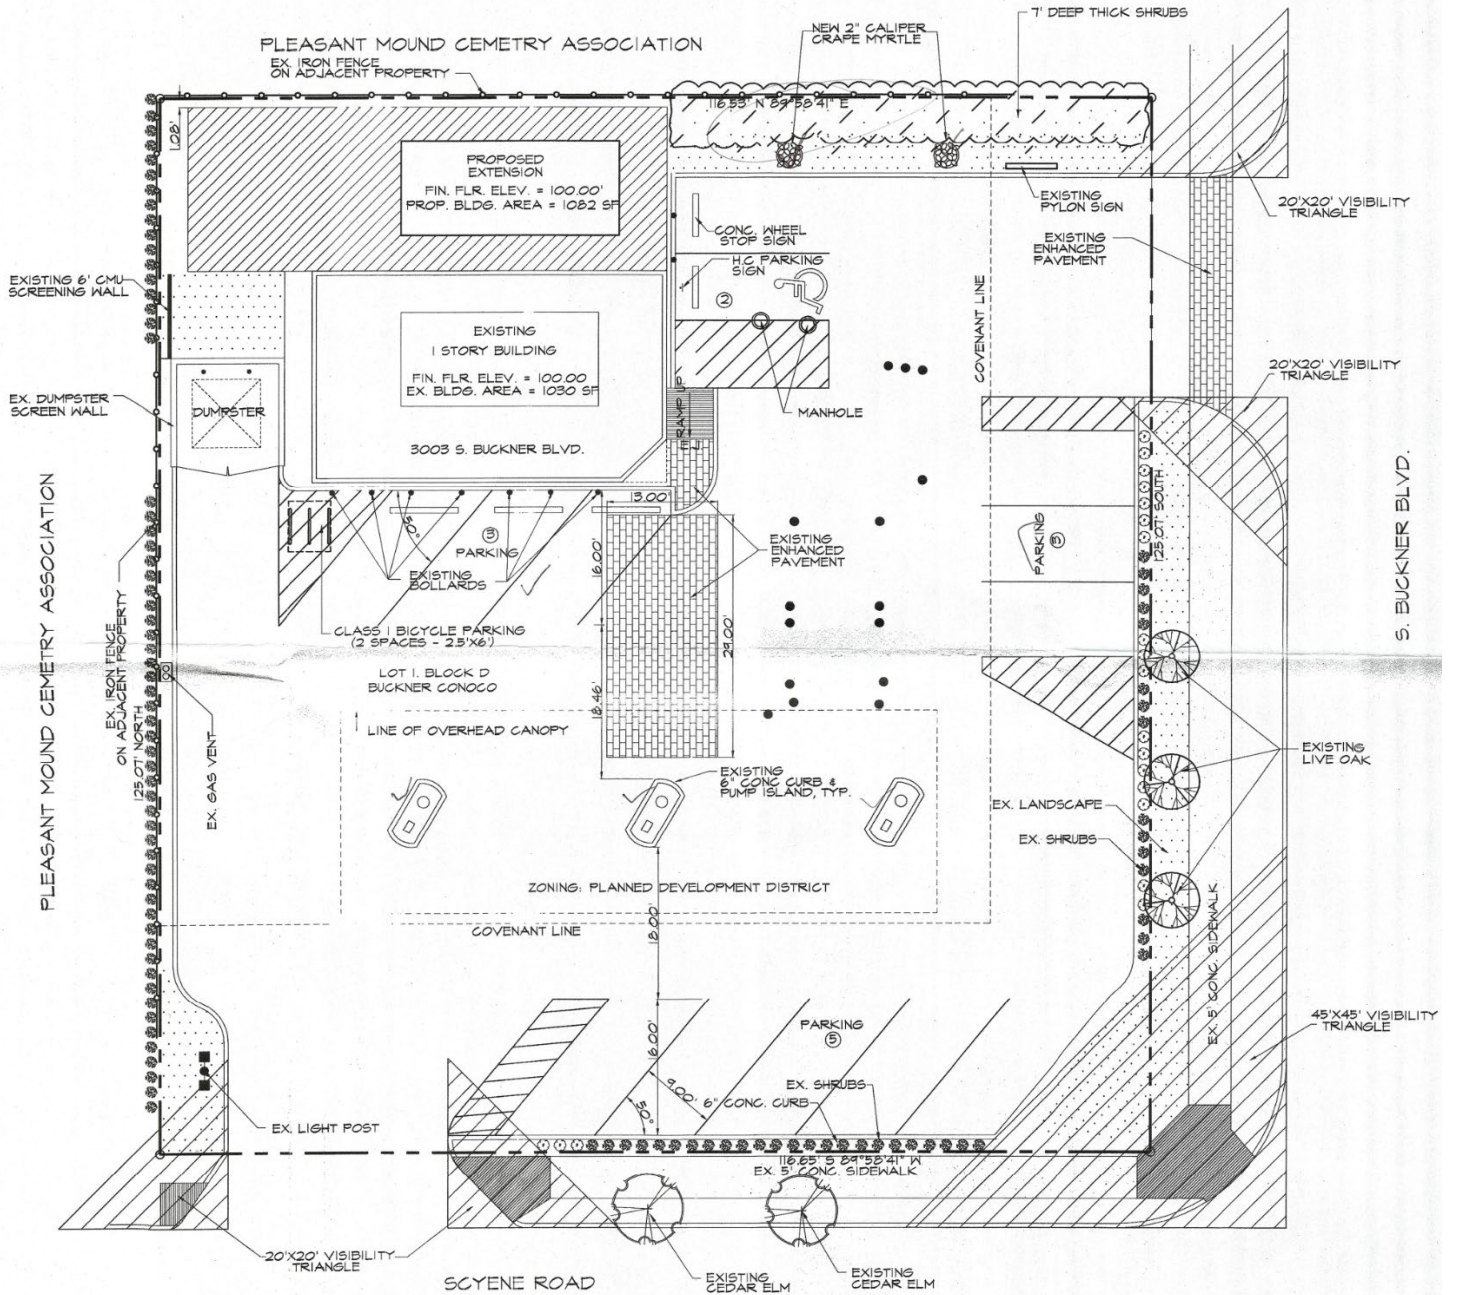 7' DEEP THICK SHRUBS
NEW 2" CALIPER
CRAPE MYRTLE
PLEASANT MOUND CEMETRY ASSOCIATION
EX. IRON FENCE
ON ADJACENT PROPERTY
116.53' N 89°58'41" E
1.08'
PROPOSED
EXTENSION
FIN. FLR. ELEV. = 100.00'
PROP. BLDG. AREA = 1082 SF
EXISTING
PYLON SIGN
20'X20' VISIBILITY
TRIANGLE
CONC. WHEEL
STOP SIGN
EXISTING
ENHANCED
PAVEMENT
H.C PARKING
SIGN
2
EXISTING 6' CMU
SCREENING WALL
COVENANT LINE
EXISTING
1 STORY BUILDING
FIN. FLR. ELEV. = 100.00
EX. BLDG. AREA = 1030 SF
20'X20' VISIBILITY
TRIANGLE
EX. DUMPSTER
SCREEN WALL
DUMPSTER
RAMP UP
MANHOLE
3003 S. BUCKNER BLVD.
S. BUCKNER BLVD.
125.07' SOUTH
13.00'
50°
3
PARKING
EXISTING
BOLLARDS
16.00'
EXISTING
ENHANCED
PAVEMENT
PARKING
3
CLASS 1 BICYCLE PARKING
(2 SPACES - 2.5'X6')
29.00'
PLEASANT MOUND CEMETRY ASSOCIATION
EX. IRON FENCE
ON ADJACENT PROPERTY
125.07' NORTH
LOT 1. BLOCK D
BUCKNER CONOCO
18.46'
LINE OF OVERHEAD CANOPY
EX. GAS VENT
EXISTING
LIVE OAK
EXISTING
6" CONC CURB &
PUMP ISLAND, TYP.
EX. LANDSCAPE
EX. SHRUBS
ZONING: PLANNED DEVELOPMENT DISTRICT
COVENANT LINE
18.00'
EX. 5' CONC. SIDEWALK
45'X45' VISIBILITY
TRIANGLE
PARKING
5
16.00'
9.00'
50°
EX. SHRUBS
6" CONC. CURB
EX. LIGHT POST
116.65' S 89°58'41" W
EX. 5' CONC. SIDEWALK
20'X20' VISIBILITY
TRIANGLE
SCYENE ROAD
EXISTING
CEDAR ELM
EXISTING
CEDAR ELM